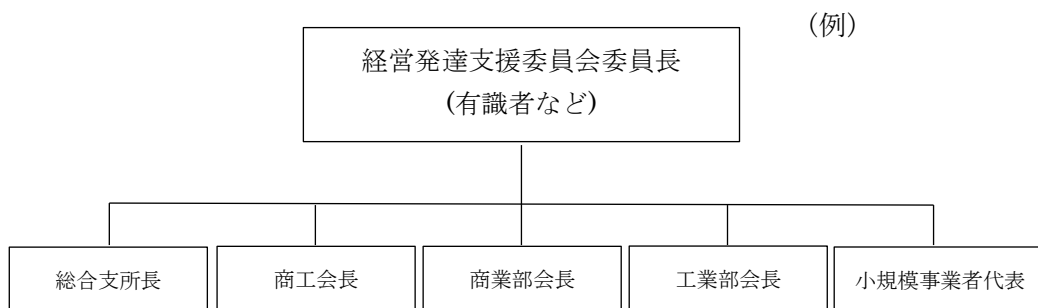 (例)
経営発達支援委員会委員長
(有識者など)
総合支所長
商工会長
商業部会長
工業部会長
小規模事業者代表